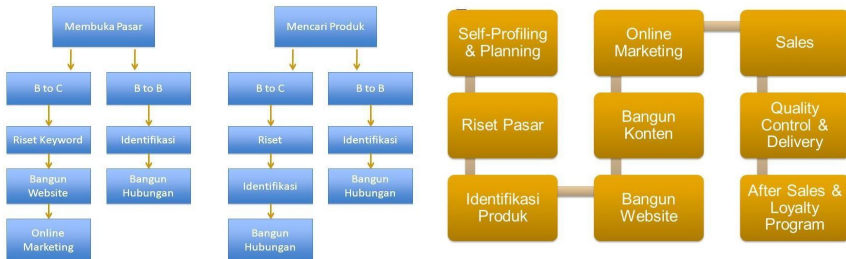 Membuka Pasar
B to C
B to B
Riset Keyword
Identifikasi
Bangun
Website
Bangun
Hubungan
Online
Marketing
Mencari Produk
B to C
B to B
Riset
Identifikasi
Identifikasi
Bangun
Hubungan
Bangun
Hubungan
Self-Profiling
& Planning
Riset Pasar
Identifikasi
Produk
Bangun
Website
Bangun
Konten
Online
Marketing
Sales
Quality
Control &
Delivery
After Sales &
Loyalty
Program